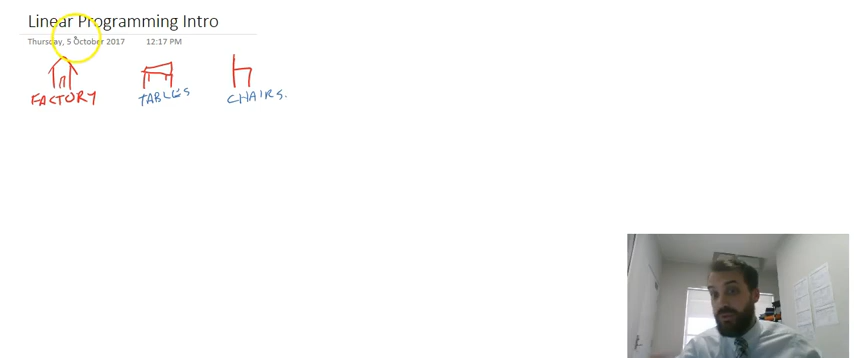 Linear Programming Intro
Thursday, 5 October 2017 12:17 PM
FACTORY TABLES CHAIRS.